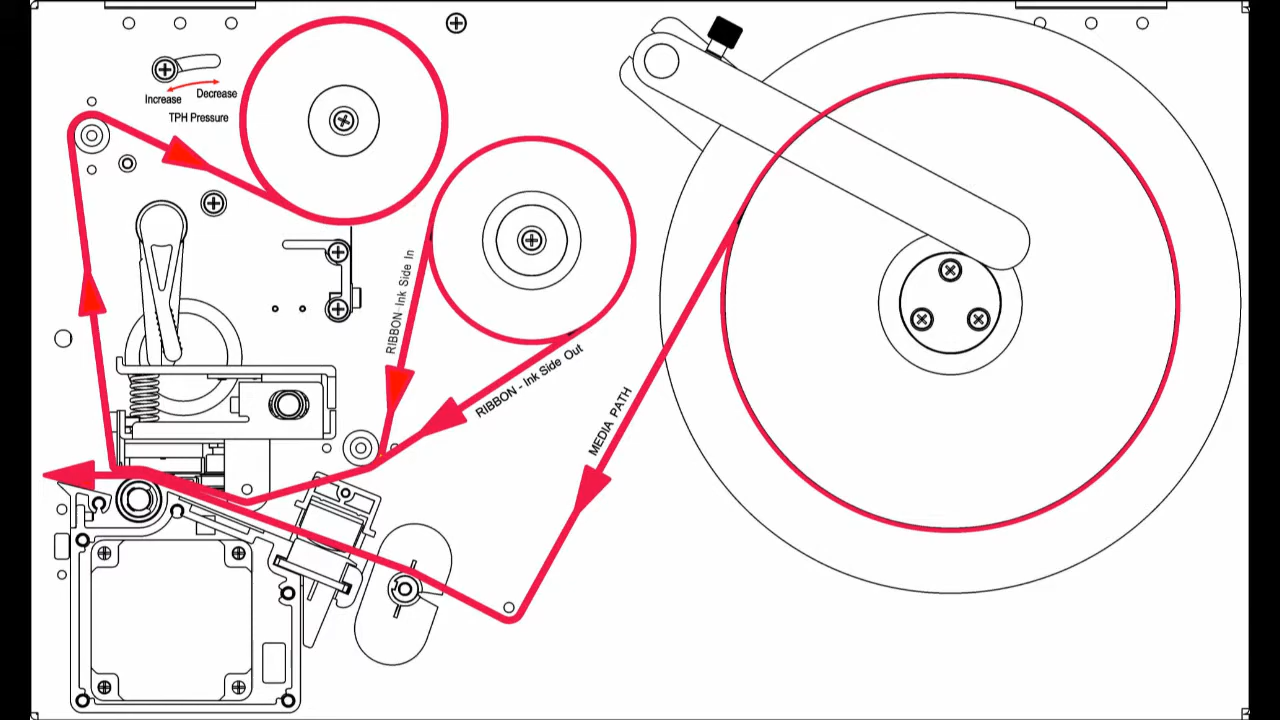 Increase
Decrease
TPH Pressure
RIBBON- Ink Side In
RIBBON - Ink Side Out
MEDIA PATH